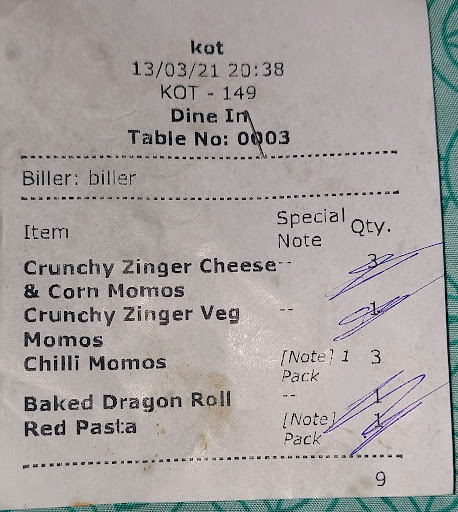 kot
13/03/21 20:38
KOT - 149
Dine In
Table No: 0003
Biller: biller
Item Special Note Qty.
Crunchy Zinger Cheese -- 3
& Corn Momos
Crunchy Zinger Veg -- 1
Momos
Chilli Momos [Note] 1 3
Pack
Baked Dragon Roll -- 1
Red Pasta [Note] 1
Pack
9